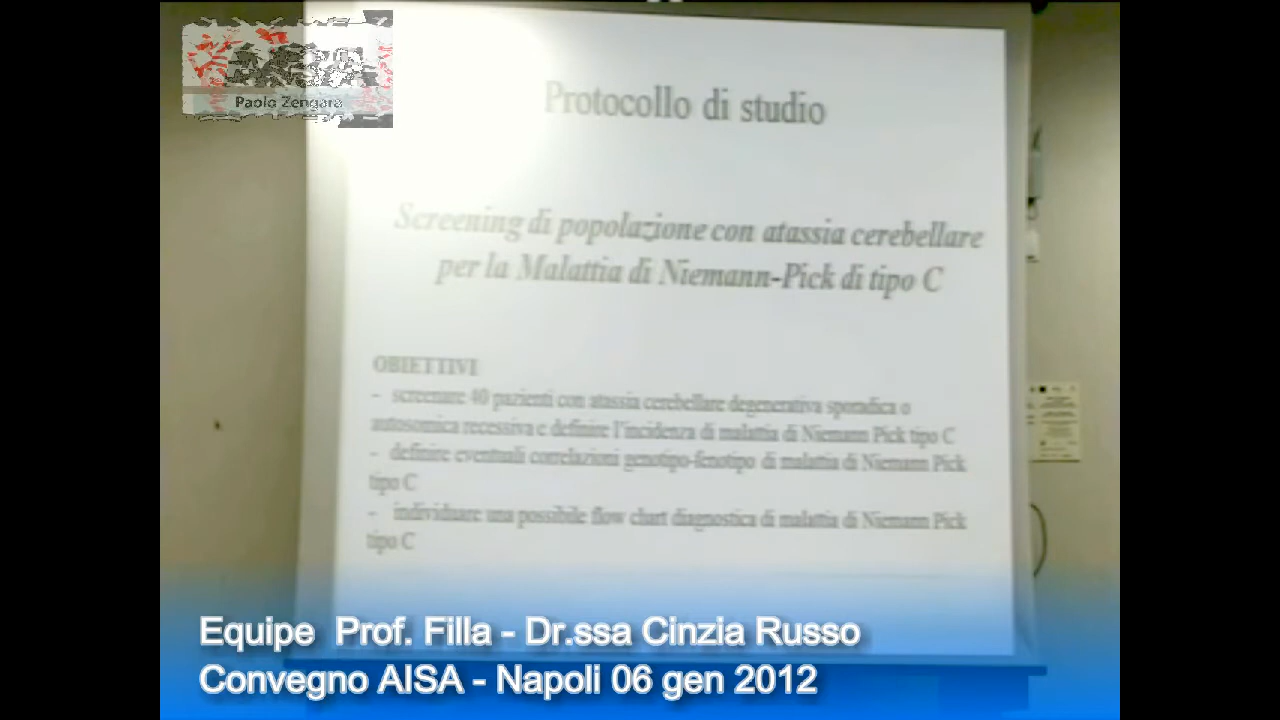 Paolo Zengara
Protocollo di studio
Screening di popolazione con atassia cerebellare
per la Malattia di Niemann-Pick di tipo C
OBIETTIVI
- screenare 40 pazienti con atassia cerebellare degenerativa sporadica o
autosomica recessiva e definire l'incidenza di malattia di Niemann Pick tipo C
- definire eventuali correlazioni genotipo-fenotipo di malattia di Niemann Pick
tipo C
- individuare una possibile flow chart diagnostica di malattia di Niemann Pick
tipo C
Equipe Prof. Filla - Dr.ssa Cinzia Russo
Convegno AISA - Napoli 06 gen 2012